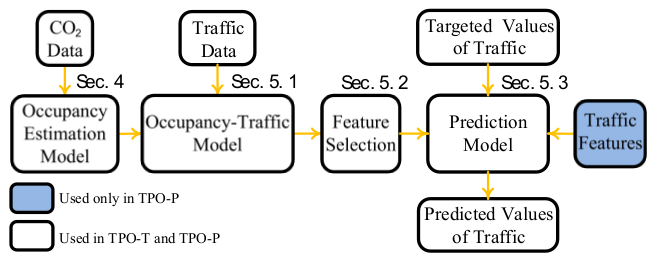 CO₂
Data
Traffic
Data
Targeted Values
of Traffic
Sec. 4
Sec. 5. 1
Sec. 5. 2
Sec. 5. 3
Occupancy
Estimation
Model
Occupancy-Traffic
Model
Feature
Selection
Prediction
Model
Traffic
Features
Used only in TPO-P
Used in TPO-T and TPO-P
Predicted Values
of Traffic